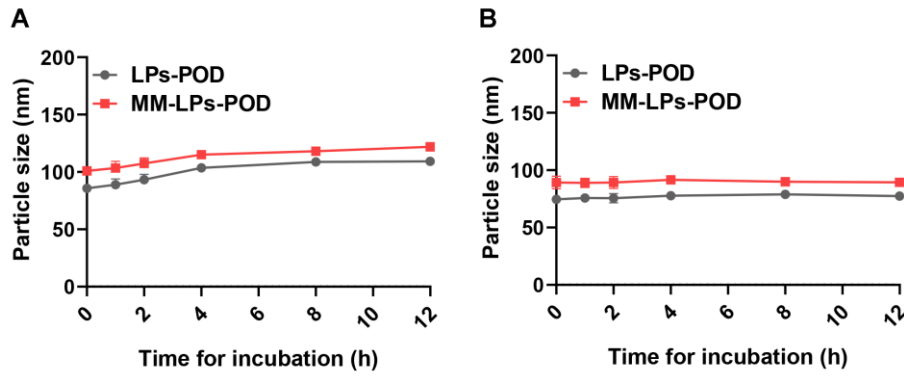 A
Particle size (nm)
200
150
100
50
0
LPs-POD
MM-LPs-POD
0 2 4 6 8 10 12
Time for incubation (h)
B
Particle size (nm)
200
150
100
50
0
LPs-POD
MM-LPs-POD
0 2 4 6 8 10 12
Time for incubation (h)